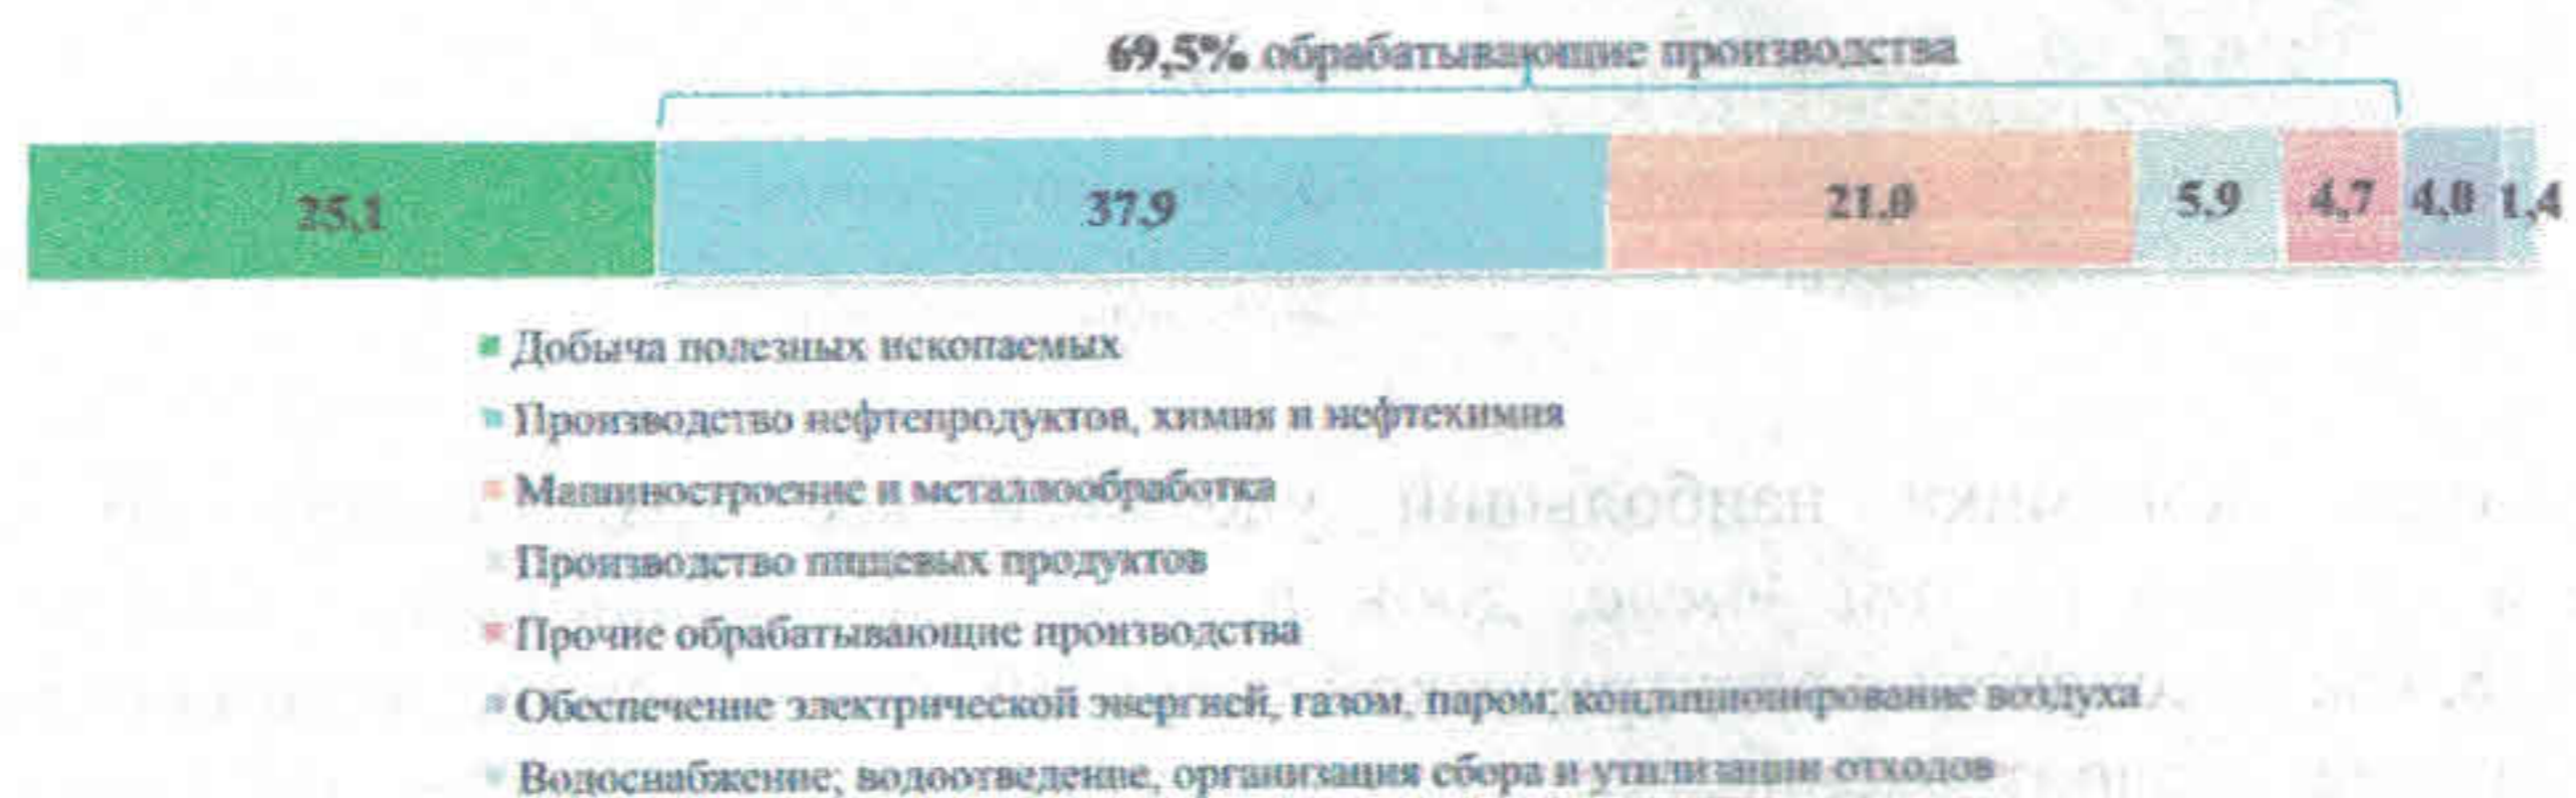 69,5% обрабатывающие производства
25,1 37,9 21,0 5,9 4,7 4,0 1,4
Добыча полезных ископаемых
Производство нефтепродуктов, химия и нефтехимия
Машиностроение и металлообработка
Производство пищевых продуктов
Прочие обрабатывающие производства
Обеспечение электрической энергией, газом, паром; кондиционирование воздуха
Водоснабжение; водоотведение, организация сбора и утилизации отходов